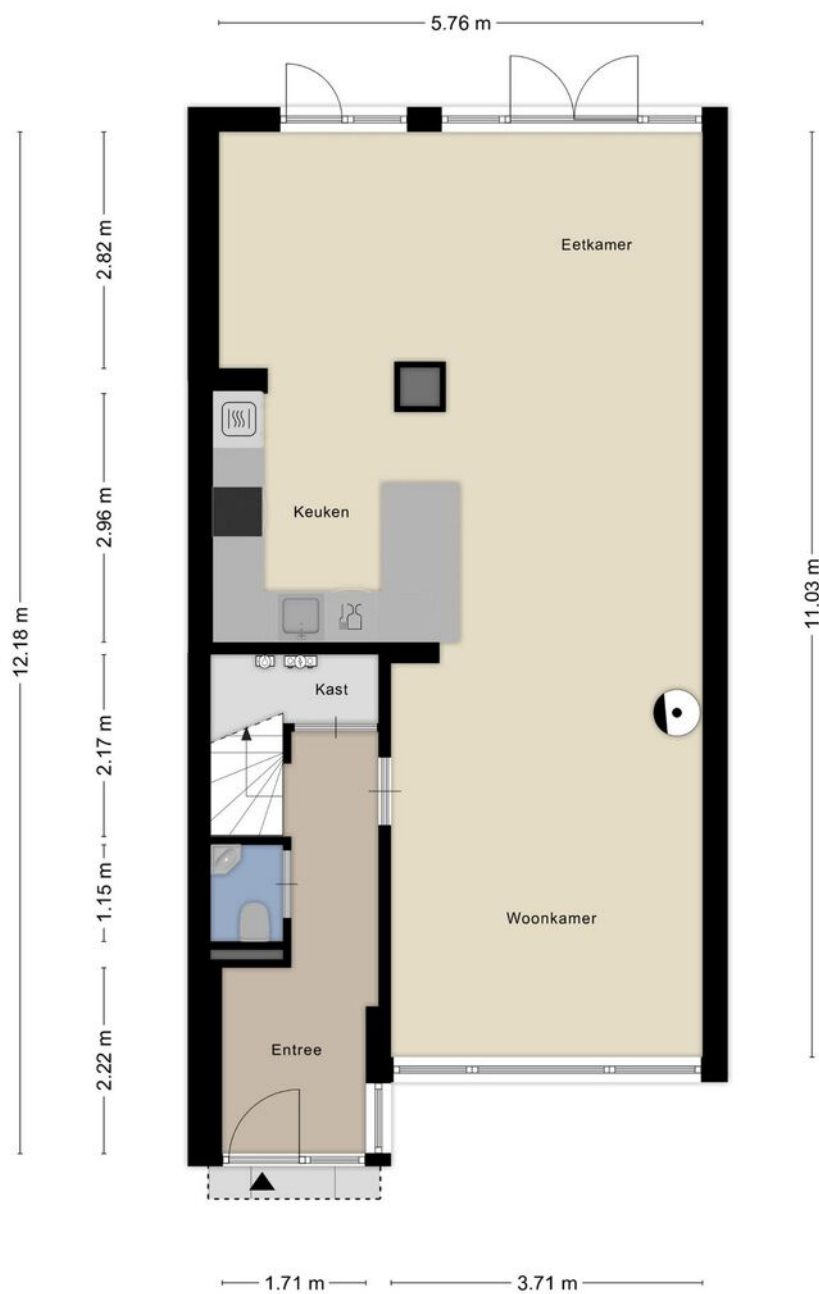 5.76 m
Eetkamer
2.82 m
Keuken
2.96 m
11.03 m
12.18 m
Kast
2.17 m
1.15 m
Woonkamer
Entree
2.22 m
1.71 m
3.71 m